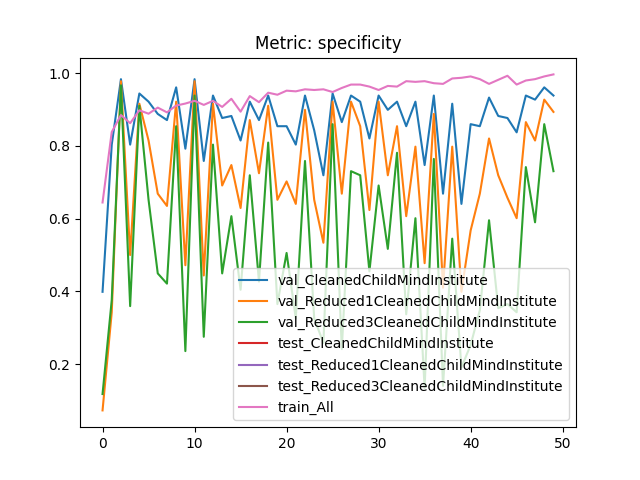 Metric: specificity
1.0
0.8
0.6
0.4
0.2
0
10
20
30
40
50
val_CleanedChildMindInstitute
val_Reduced1CleanedChildMindInstitute
val_Reduced3CleanedChildMindInstitute
test_CleanedChildMindInstitute
test_Reduced1CleanedChildMindInstitute
test_Reduced3CleanedChildMindInstitute
train_All